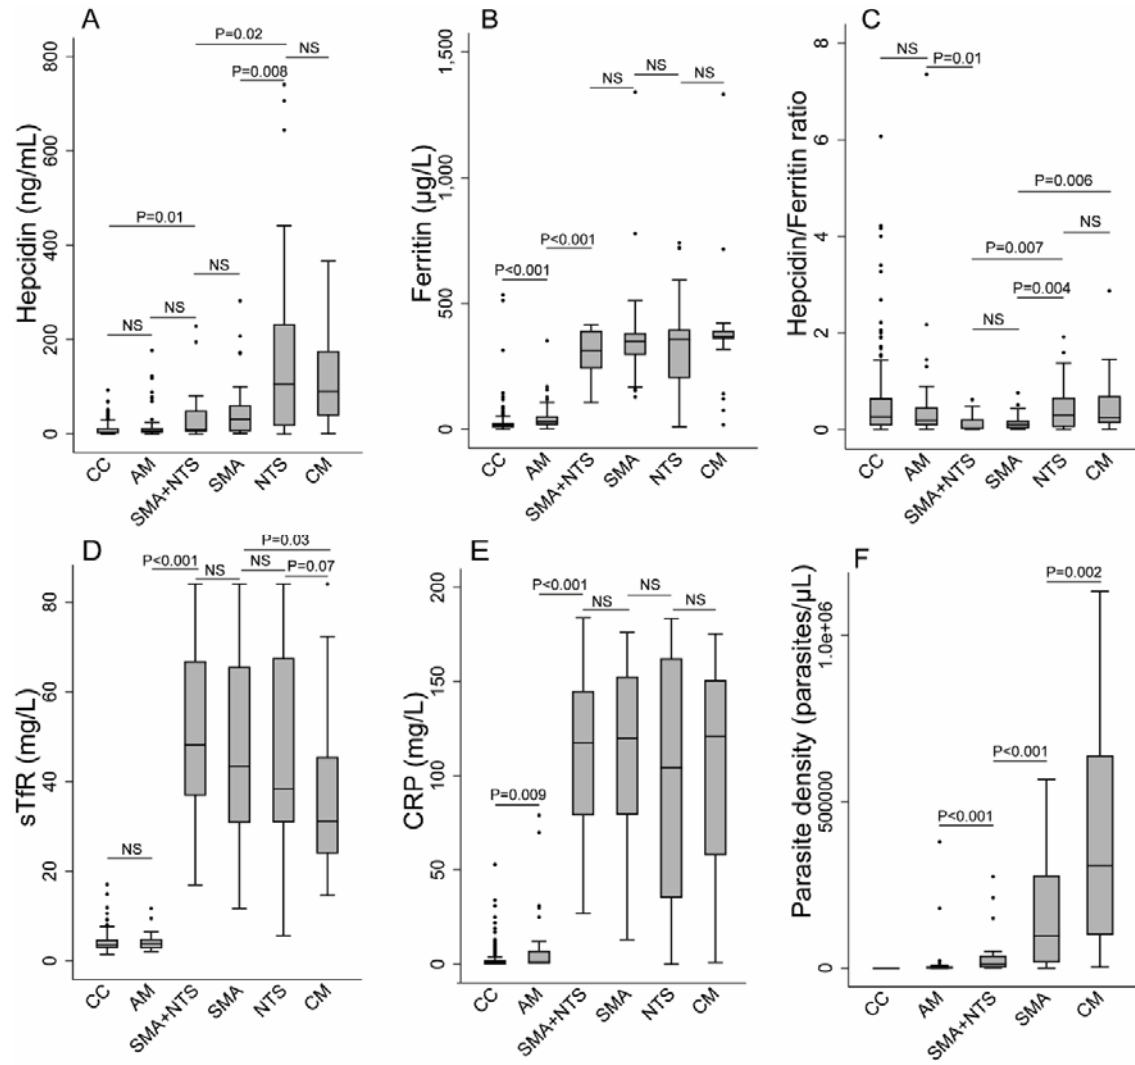 A
P=0.02
NS
P=0.008
P=0.01
NS
NS
NS
Hepcidin (ng/mL)
800
600
400
200
0
CC
AM
SMA+NTS
SMA
NTS
CM
B
NS
NS
NS
P<0.001
P<0.001
Ferritin (µg/L)
1,500
1,000
500
0
CC
AM
SMA+NTS
SMA
NTS
CM
C
NS
P=0.01
P=0.006
NS
P=0.007
P=0.004
NS
Hepcidin/Ferritin ratio
8
6
4
2
0
CC
AM
SMA+NTS
SMA
NTS
CM
D
P=0.03
P<0.001
NS
NS
P=0.07
NS
sTfR (mg/L)
80
60
40
20
0
CC
AM
SMA+NTS
SMA
NTS
CM
E
P<0.001
NS
NS
NS
P=0.009
CRP (mg/L)
200
150
100
50
0
CC
AM
SMA+NTS
SMA
NTS
CM
F
P=0.002
P<0.001
P<0.001
Parasite density (parasites/µL)
1.0e+06
500000
0
CC
AM
SMA+NTS
SMA
CM